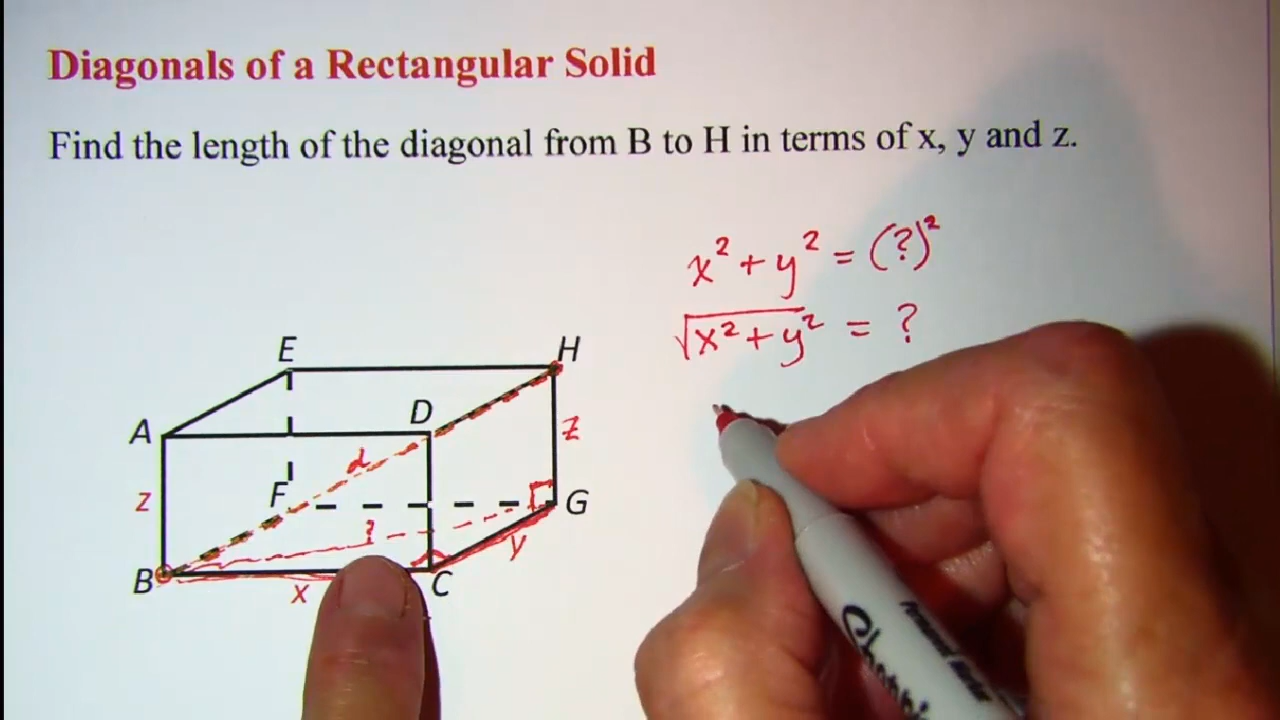 Diagonals of a Rectangular Solid
Find the length of the diagonal from B to H in terms of x, y and z.
x² + y² = (?)²
√(x² + y²) = ?
E
H
A
D
z
d
z
F
G
?
y
B
x
C